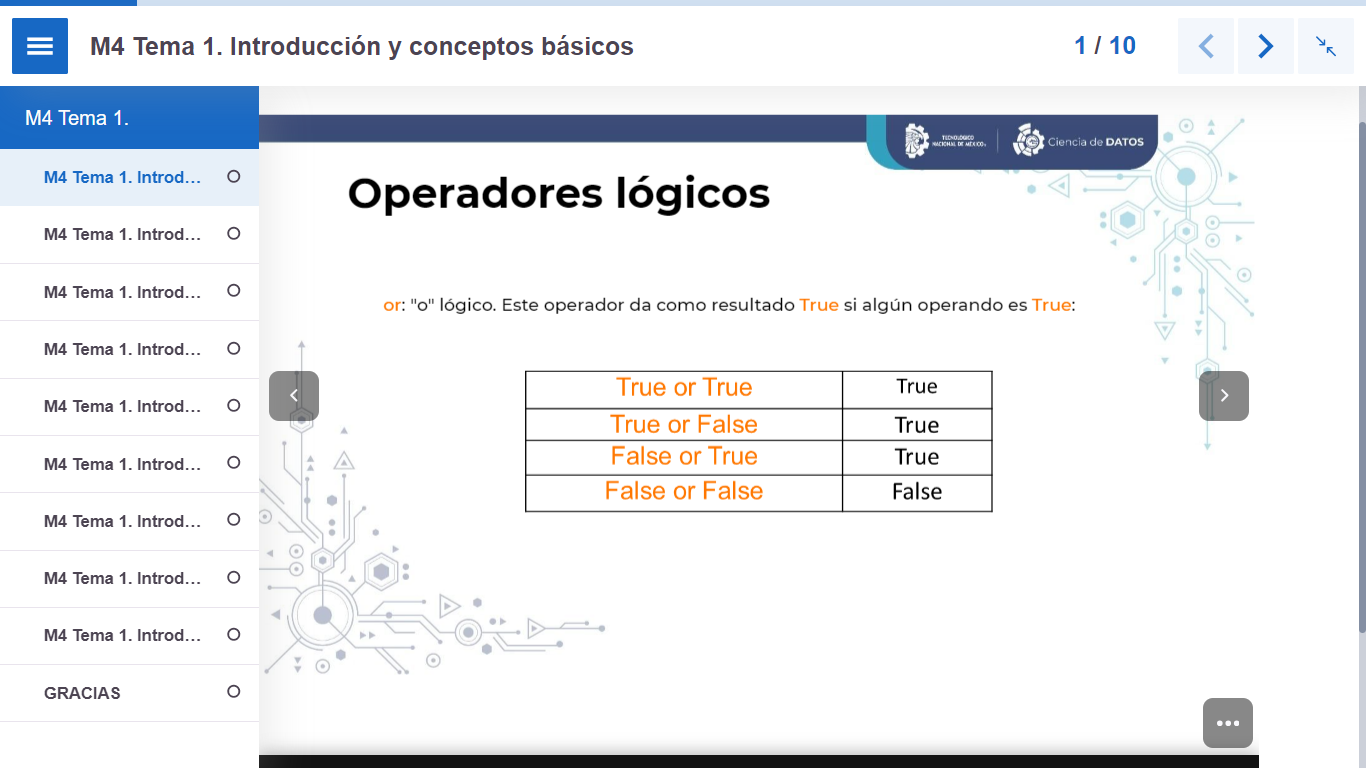 M4 Tema 1. Introducción y conceptos básicos
1 / 10
M4 Tema 1.
M4 Tema 1. Introd...
M4 Tema 1. Introd...
M4 Tema 1. Introd...
M4 Tema 1. Introd...
M4 Tema 1. Introd...
M4 Tema 1. Introd...
M4 Tema 1. Introd...
M4 Tema 1. Introd...
M4 Tema 1. Introd...
GRACIAS
TECNOLÓGICO
NACIONAL DE MÉXICO
Ciencia de DATOS
Operadores lógicos
or: "o" lógico. Este operador da como resultado True si algún operando es True:
True or True True
True or False True
False or True True
False or False False